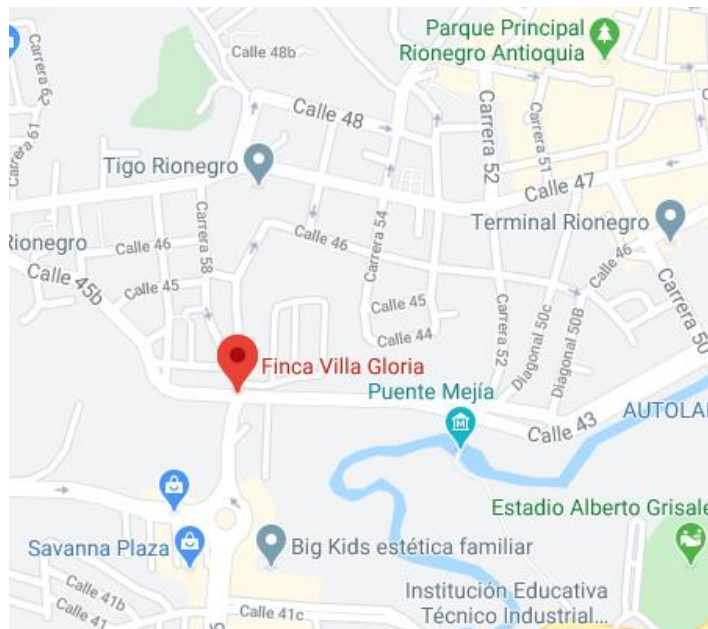 Parque Principal
Rionegro Antioquia
Calle 48b
Carrera 62
Carrera 61
Calle 48
Carrera 52
Carrera 51
Tigo Rionegro
Calle 47
Carrera 54
Terminal Rionegro
Rionegro
Calle 46
Carrera 58
Calle 46
Calle 46
Calle 45b
Calle 45
Calle 45
Calle 44
Carrera 52
Diagonal 50c
Diagonal 50B
Carrera 50
Finca Villa Gloria
Puente Mejía
Calle 43
AUTOLA
Estadio Alberto Grisale
Savanna Plaza
Big Kids estética familiar
Institución Educativa
Técnico Industrial...
Calle 41b
Calle 41
Calle 41c